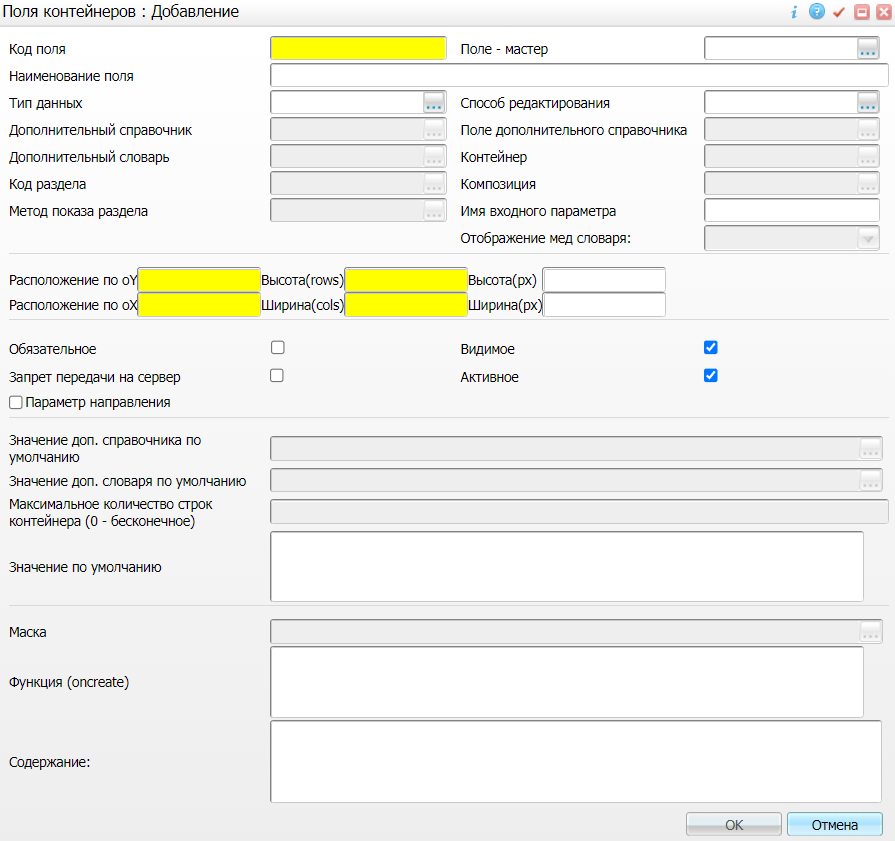 Поля контейнеров : Добавление
Код поля Поле - мастер
Наименование поля
Тип данных Способ редактирования
Дополнительный справочник Поле дополнительного справочника
Дополнительный словарь Контейнер
Код раздела Композиция
Метод показа раздела Имя входного параметра
Отображение мед словаря:
Расположение по oY Высота(rows) Высота(px)
Расположение по oX Ширина(cols) Ширина(px)
Обязательное Видимое
Запрет передачи на сервер Активное
Параметр направления
Значение доп. справочника по
умолчанию
Значение доп. словаря по умолчанию
Максимальное количество строк
контейнера (0 - бесконечное)
Значение по умолчанию
Маска
Функция (oncreate)
Содержание:
OK Отмена